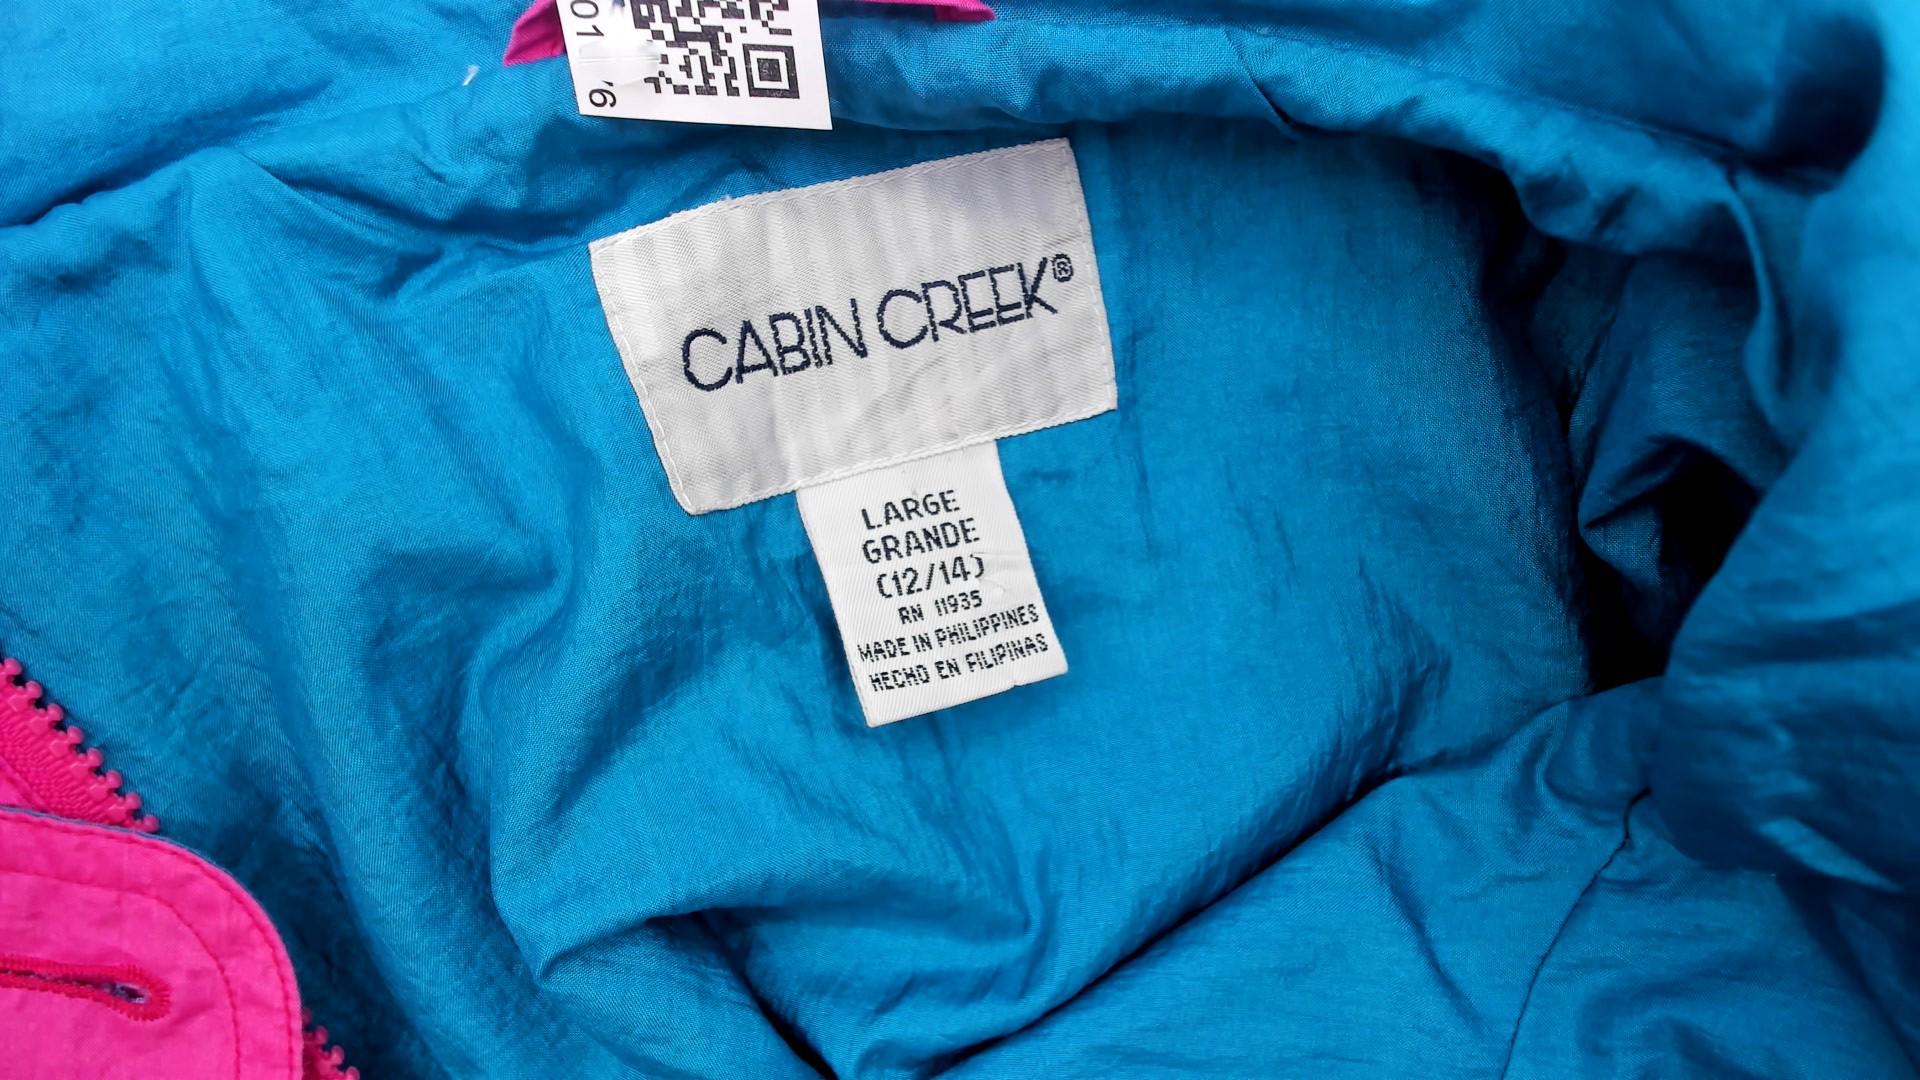 CABIN CREEK®
LARGE
GRANDE
(12/14)
RN 11935
MADE IN PHILIPPINES
HECHO EN FILIPINAS